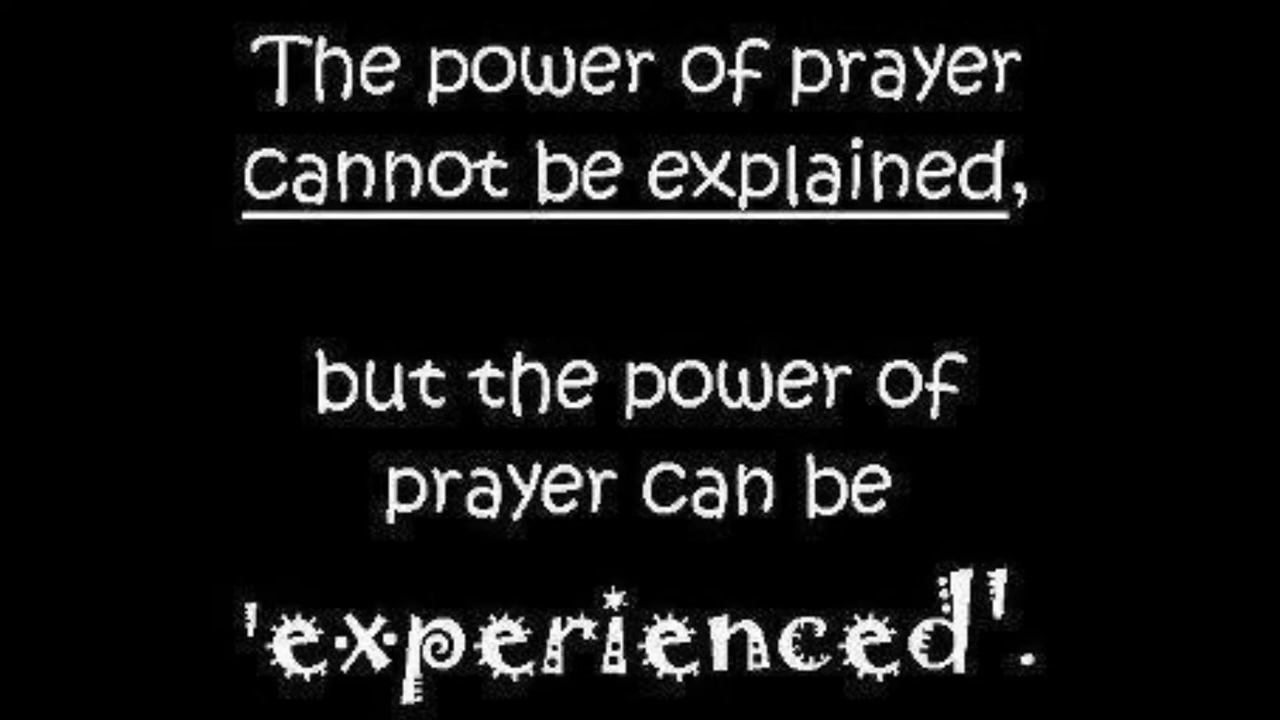 The power of prayer
cannot be explained,
but the power of
prayer can be
'experienced'.